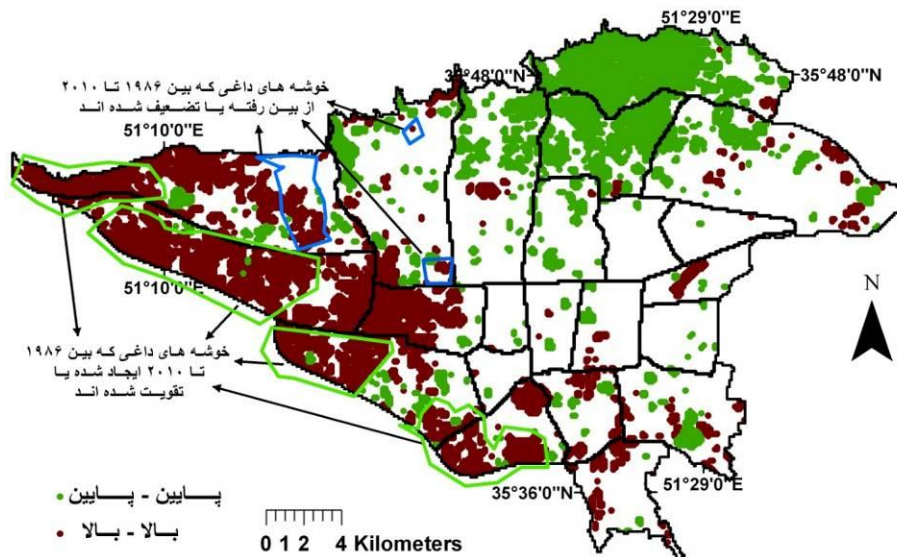 51°29'0"E
35°48'0"N
35°48'0"N
خوشه های داغی که بین ۱۹۸۶ تا ۲۰۱۰
از بین رفته یا تضعیف شده اند
51°10'0"E
51°10'0"E
N
خوشه های داغی که بین ۱۹۸۶
تا ۲۰۱۰ ایجاد شده یا
تقویت شده اند
51°29'0"E
35°36'0"N
پایین - پایین
بالا - بالا
0 1 2 4 Kilometers